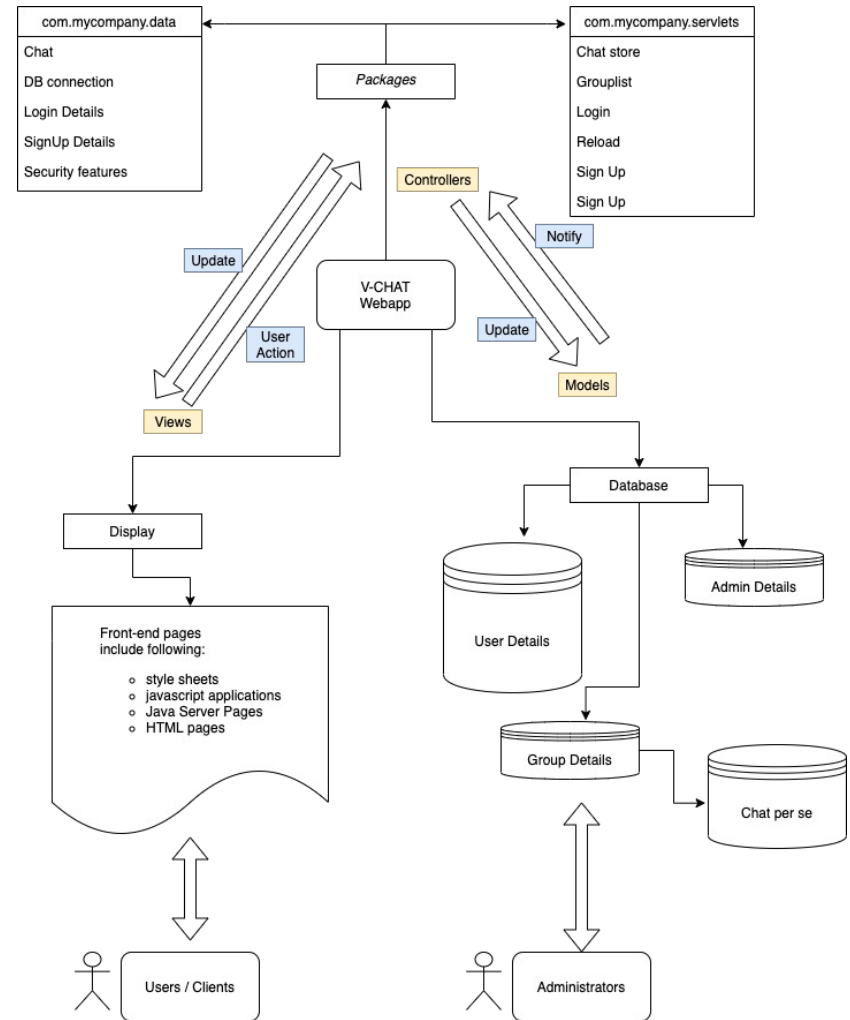 com.mycompany.data
Chat
DB connection
Login Details
SignUp Details
Security features
Packages
com.mycompany.servlets
Chat store
Grouplist
Login
Reload
Sign Up
Sign Up
Controllers
Update
Notify
V-CHAT
Webapp
User
Action
Update
Models
Views
Display
Database
Admin Details
User Details
Front-end pages
include following:
style sheets
javascript applications
Java Server Pages
HTML pages
Group Details
Chat per se
Users / Clients
Administrators